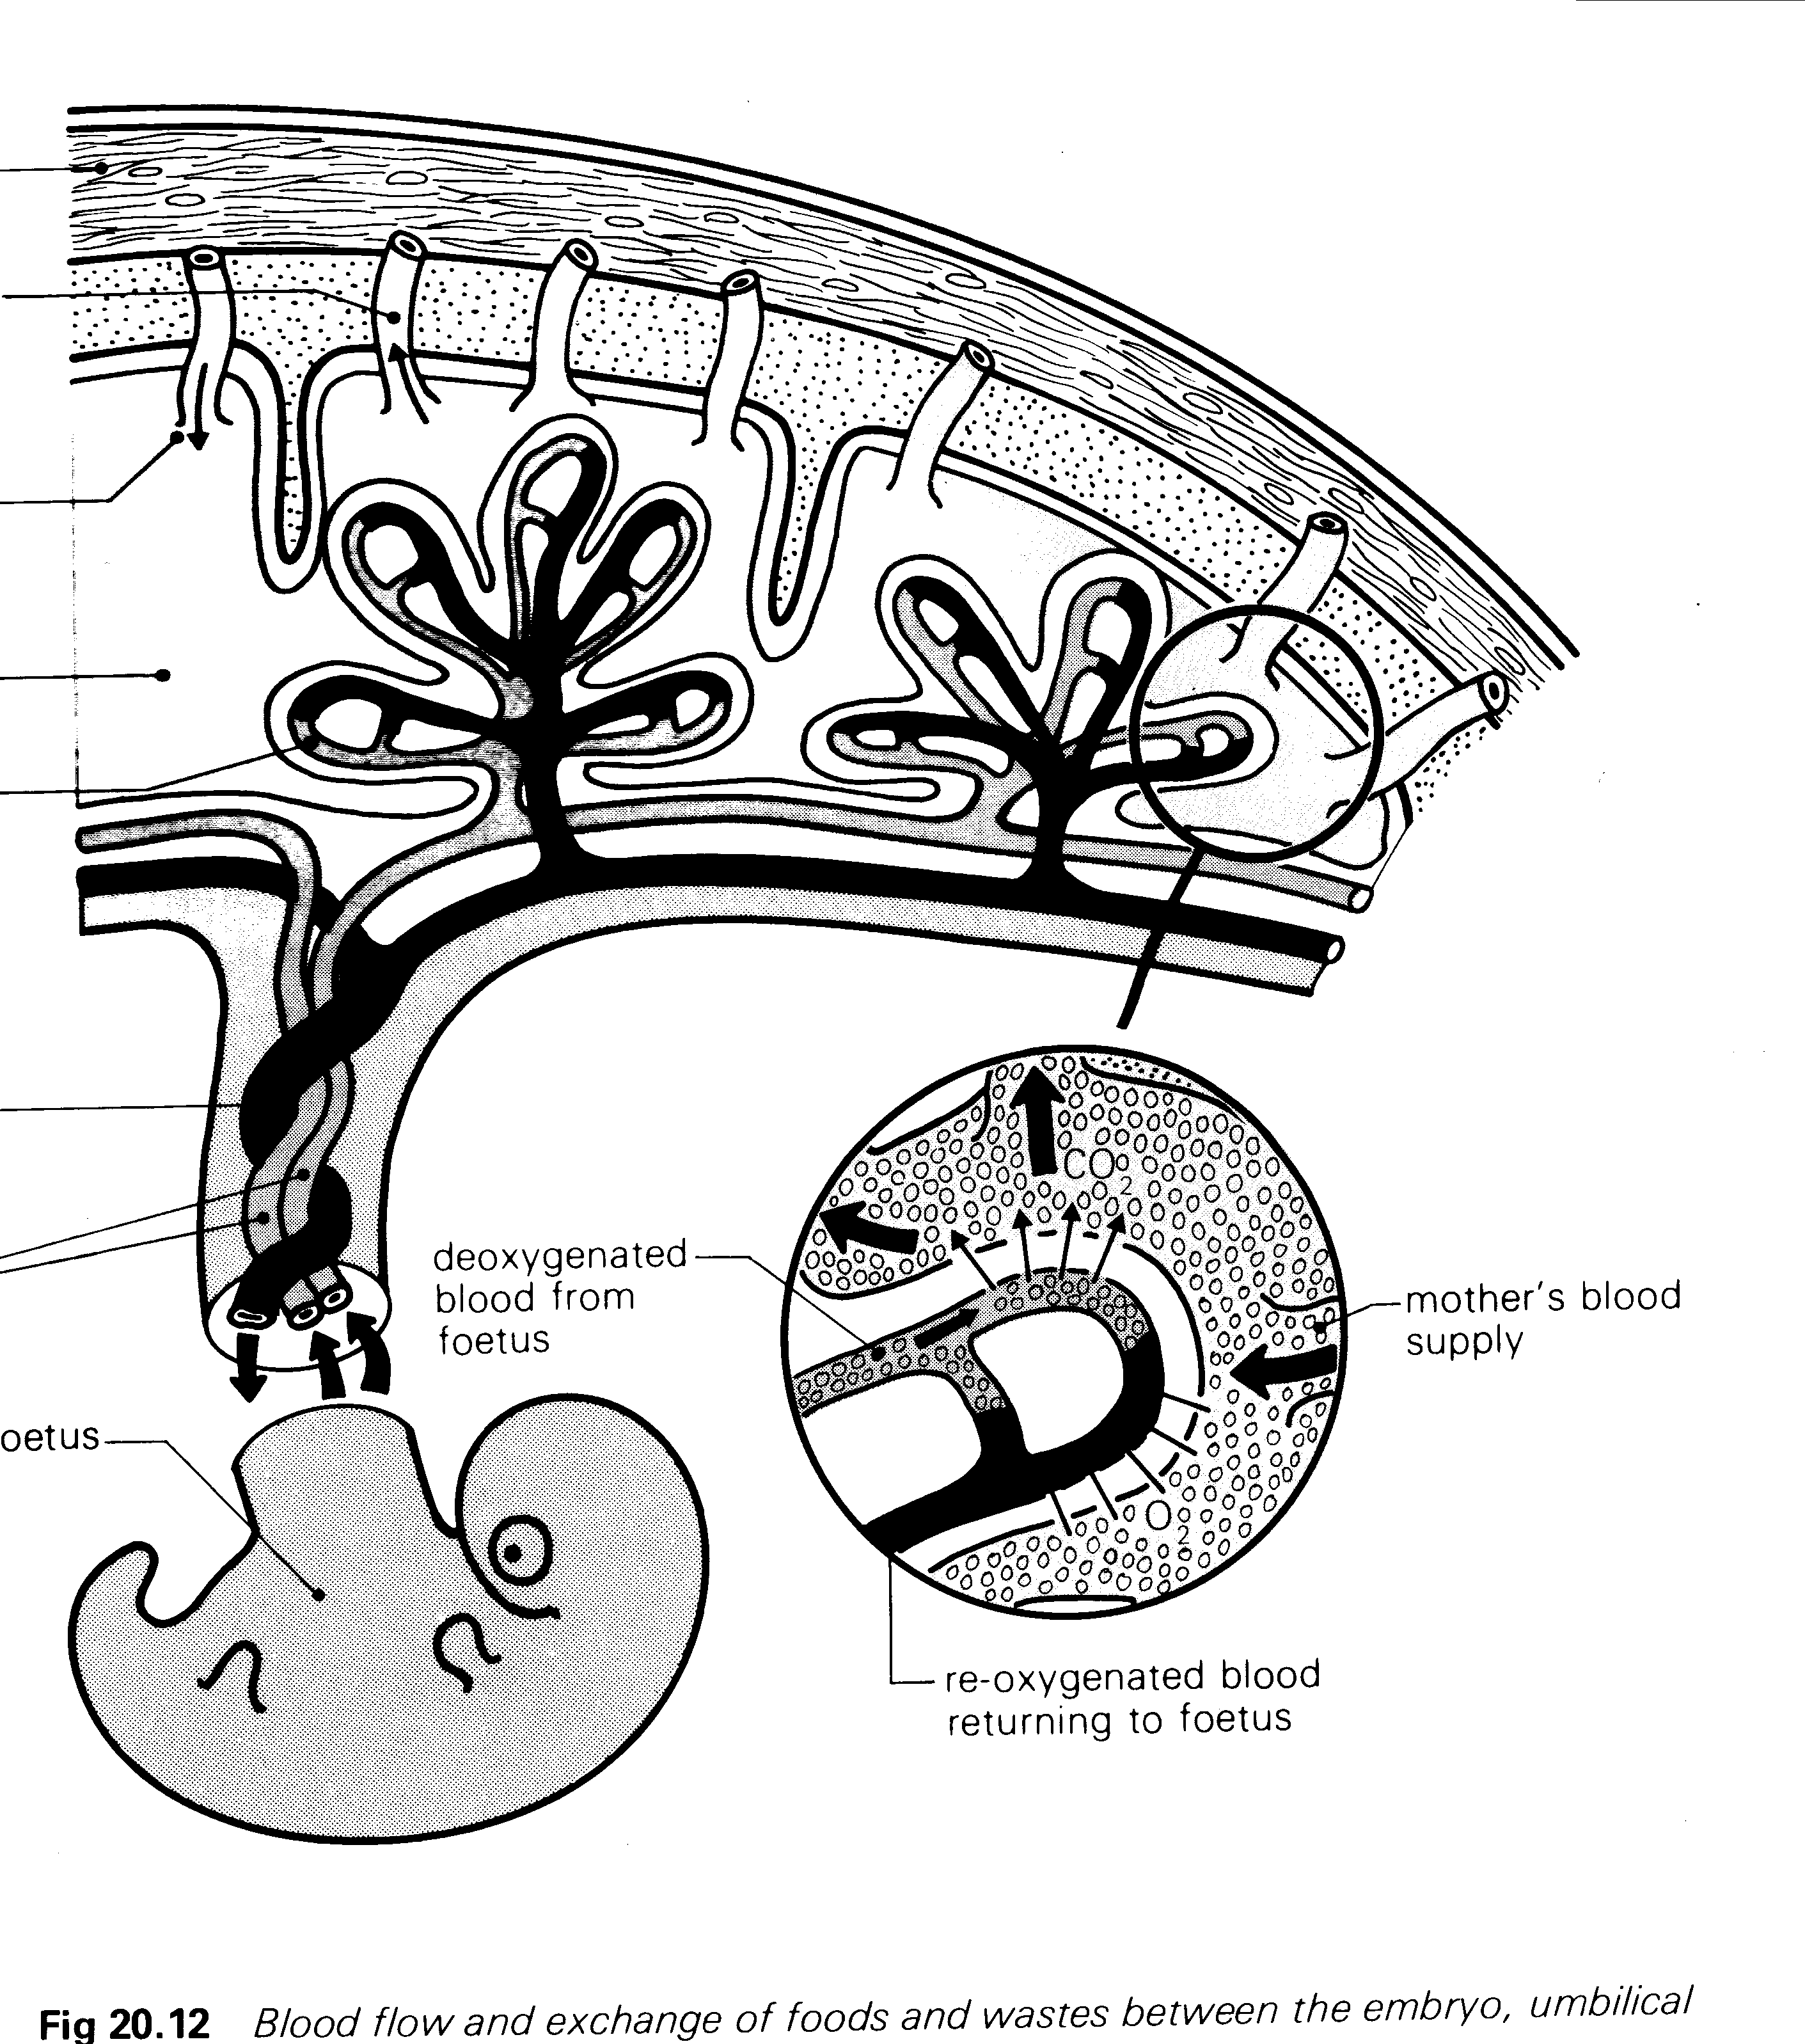 deoxygenated
blood from
foetus
CO2
mother's blood
supply
oetus
O2
re-oxygenated blood
returning to foetus
Fig 20.12 Blood flow and exchange of foods and wastes between the embryo, umbilical